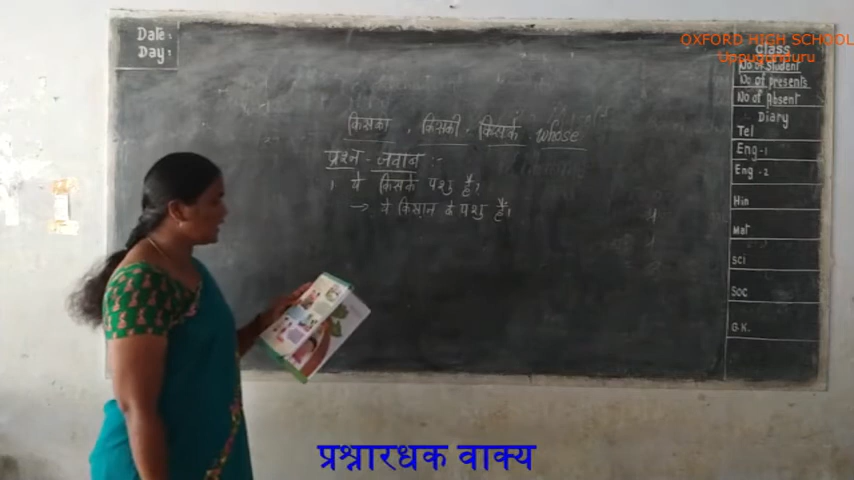 OXFORD HIGH SCHOOL
Uppugunduru
Date:
Day:
किसका , किसकी , किसके whose
प्रश्न - जवाब :-
1 ये किसके पशु है?
→ ये किसान के पशु है।
Class
No of Student
No of presents
No of Absent
Diary
Tel
Eng-1
Eng-2
Hin
Mat
Sci
Soc
G.K.
प्रश्नारधक वाक्य